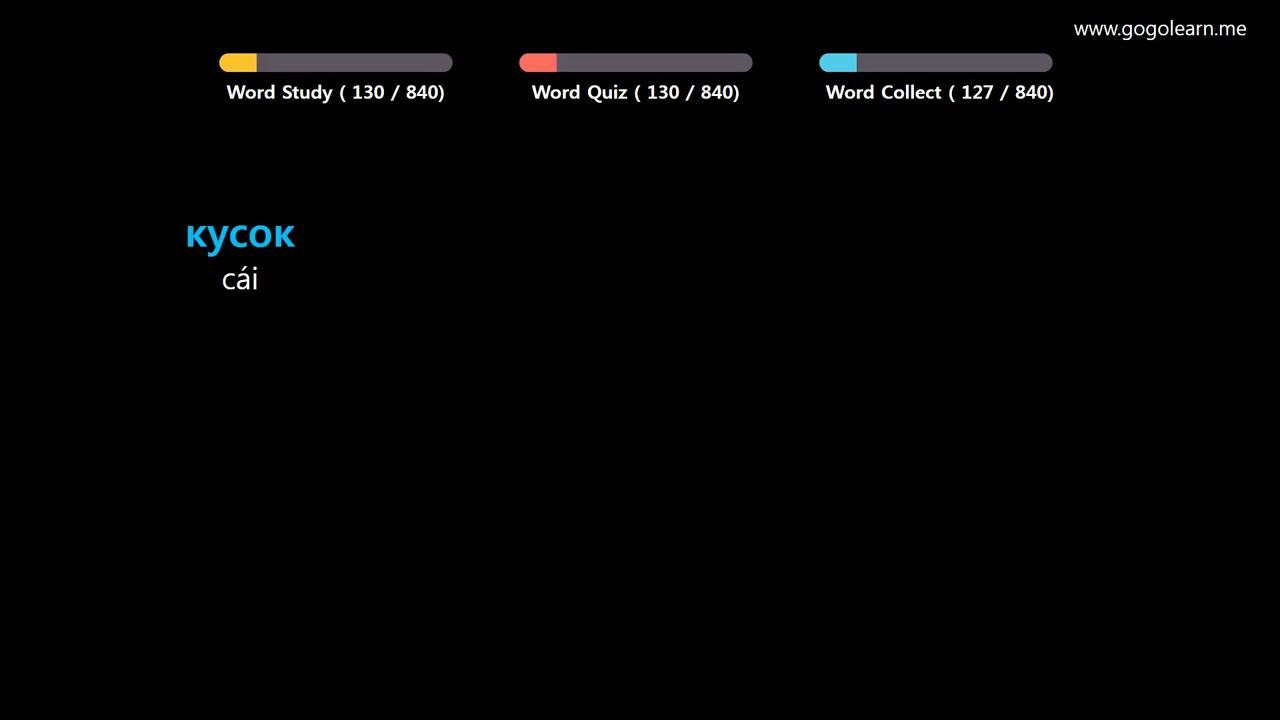 www.gogolearn.me
Word Study ( 130 / 840)
Word Quiz ( 130 / 840)
Word Collect ( 127 / 840)
кусок
cái